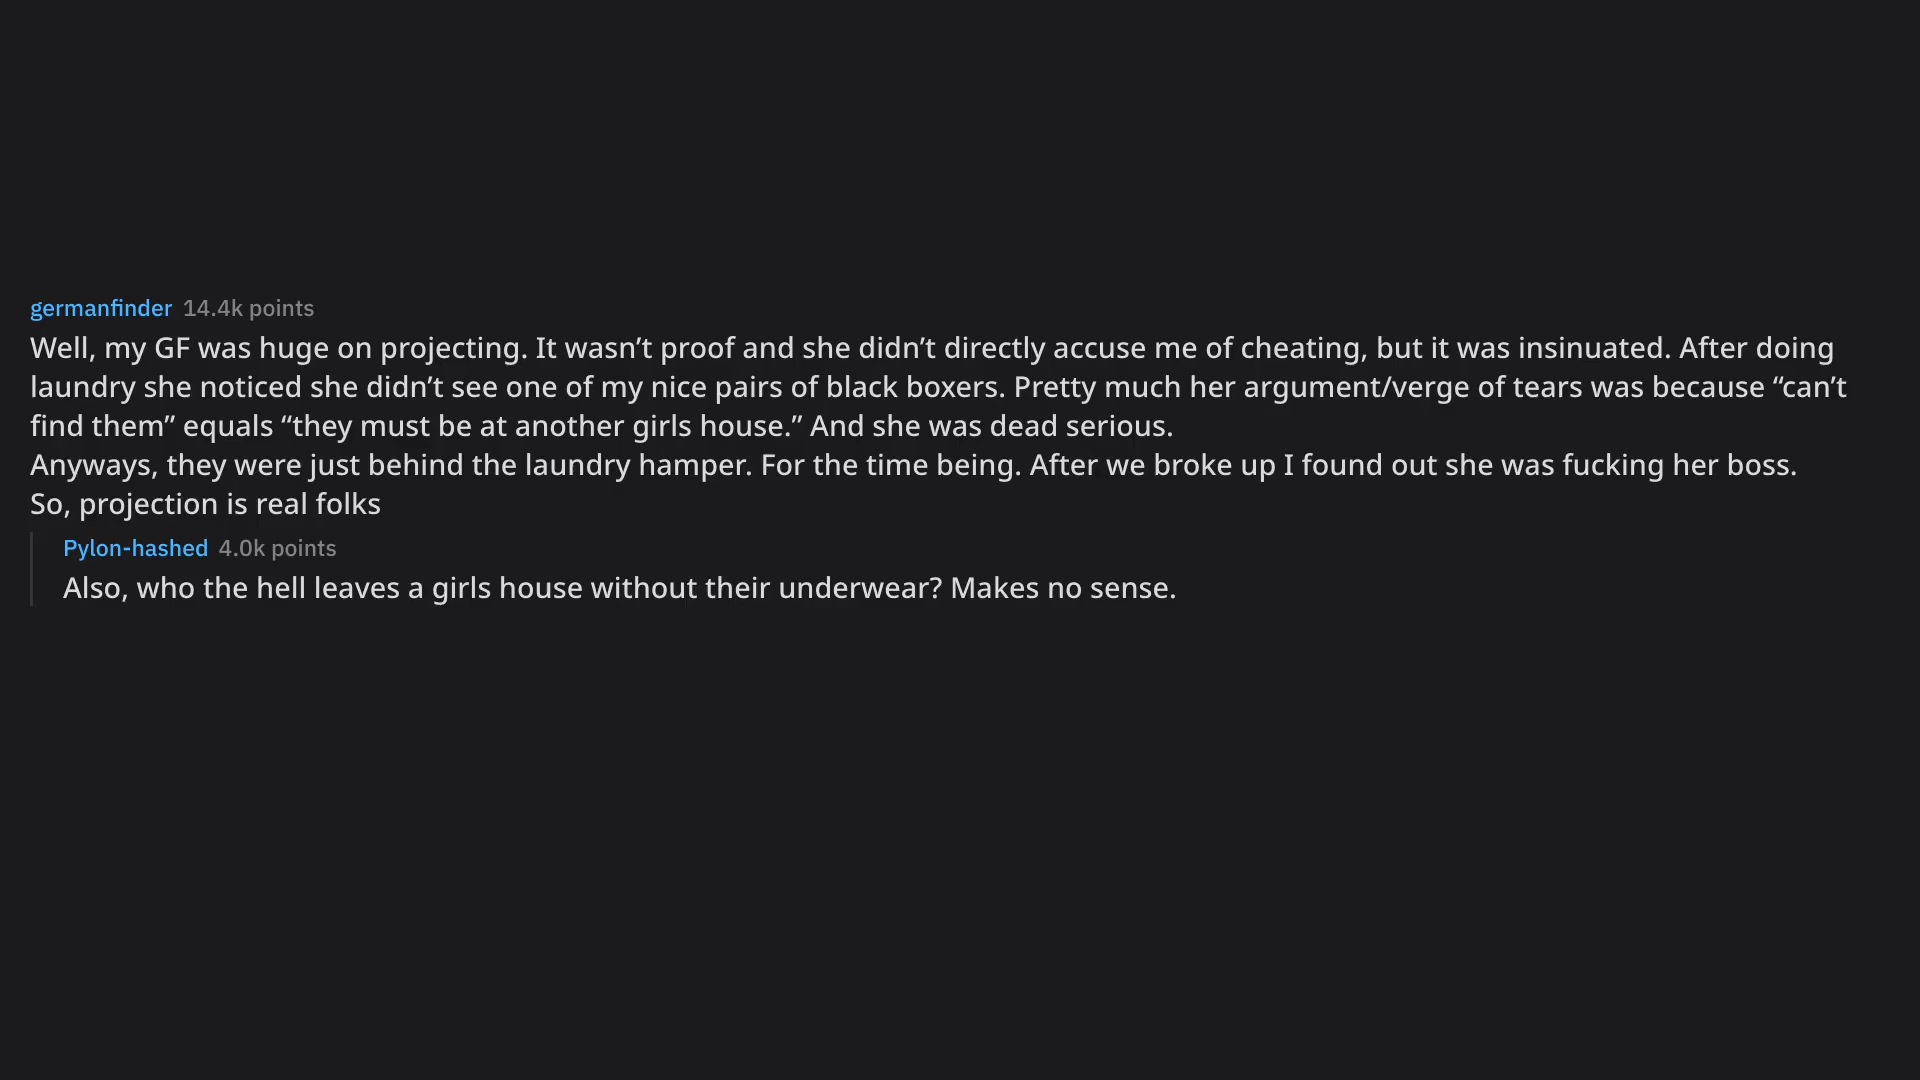 germanfinder 14.4k points
Well, my GF was huge on projecting. It wasn’t proof and she didn’t directly accuse me of cheating, but it was insinuated. After doing
laundry she noticed she didn’t see one of my nice pairs of black boxers. Pretty much her argument/verge of tears was because “can’t
find them” equals “they must be at another girls house.” And she was dead serious.
Anyways, they were just behind the laundry hamper. For the time being. After we broke up I found out she was fucking her boss.
So, projection is real folks
Pylon-hashed 4.0k points
Also, who the hell leaves a girls house without their underwear? Makes no sense.